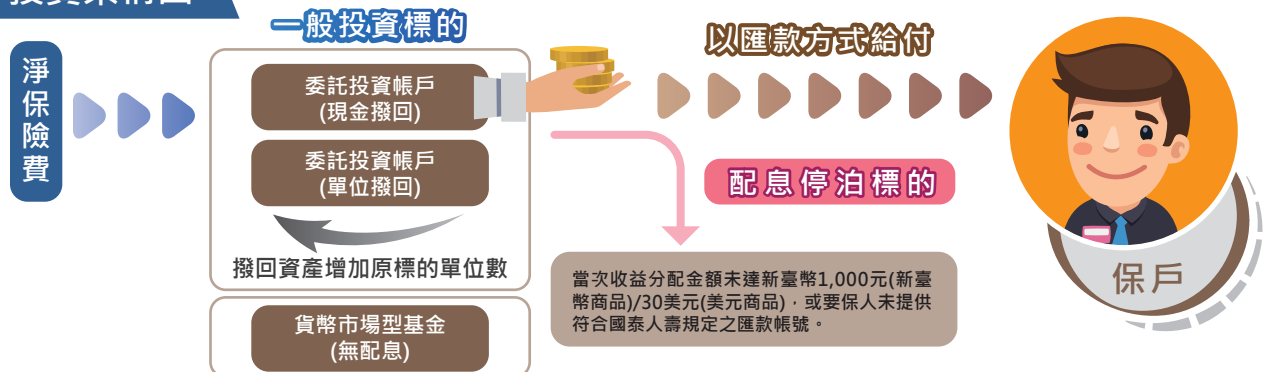 淨保險費
一般投資標的
委託投資帳戶
(現金撥回)
委託投資帳戶
(單位撥回)
撥回資產增加原標的單位數
貨幣市場型基金
(無配息)
以匯款方式給付
配息停泊標的
當次收益分配金額未達新臺幣1,000元(新臺
幣商品)/30美元(美元商品)，或要保人未提供
符合國泰人壽規定之匯款帳號。
保戶